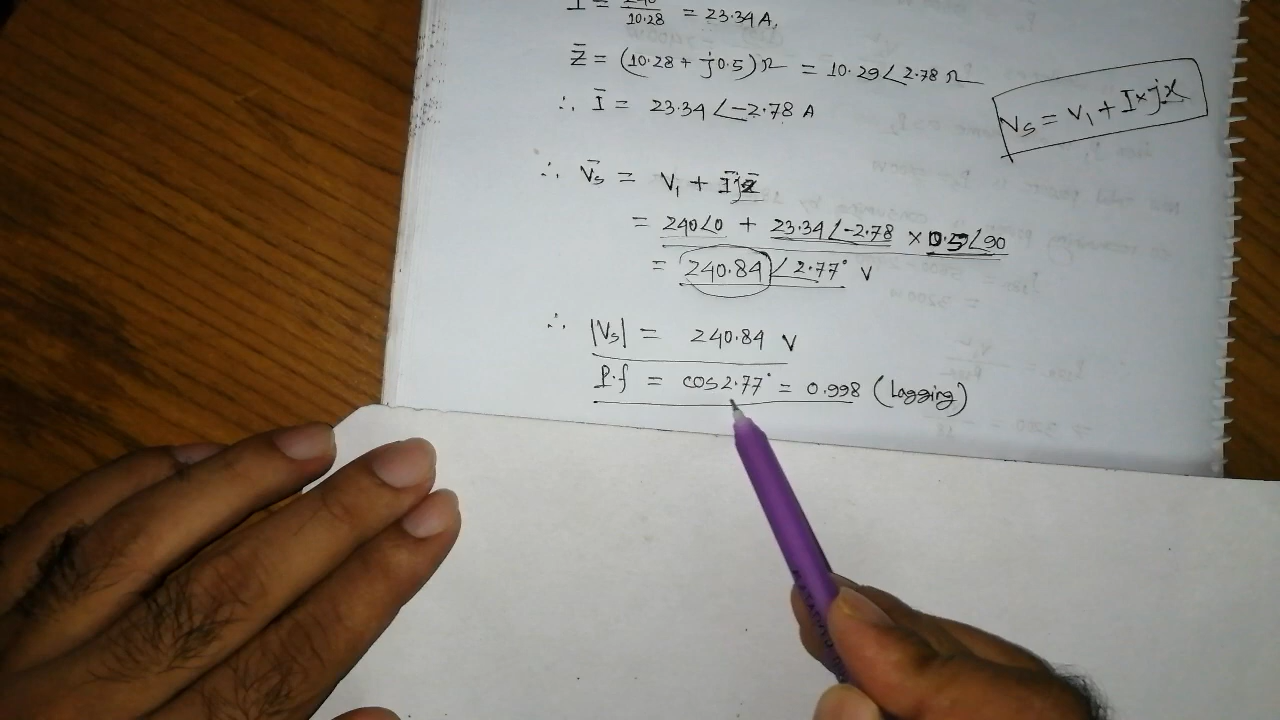 I = 240/10.28 = 23.34 A,
Z̄ = (10.28 + j0.5) Ω = 10.29∠2.78 Ω
∴ Ī = 23.34∠-2.78 A
Vs = V₁ + I×jX
∴ V̄s = V₁ + Īj
= 240∠0 + 23.34∠-2.78 × 0.5∠90
= 240.84∠2.77° V
∴ |Vs| = 240.84 V
P.f = cos2.77° = 0.998 (Lagging)